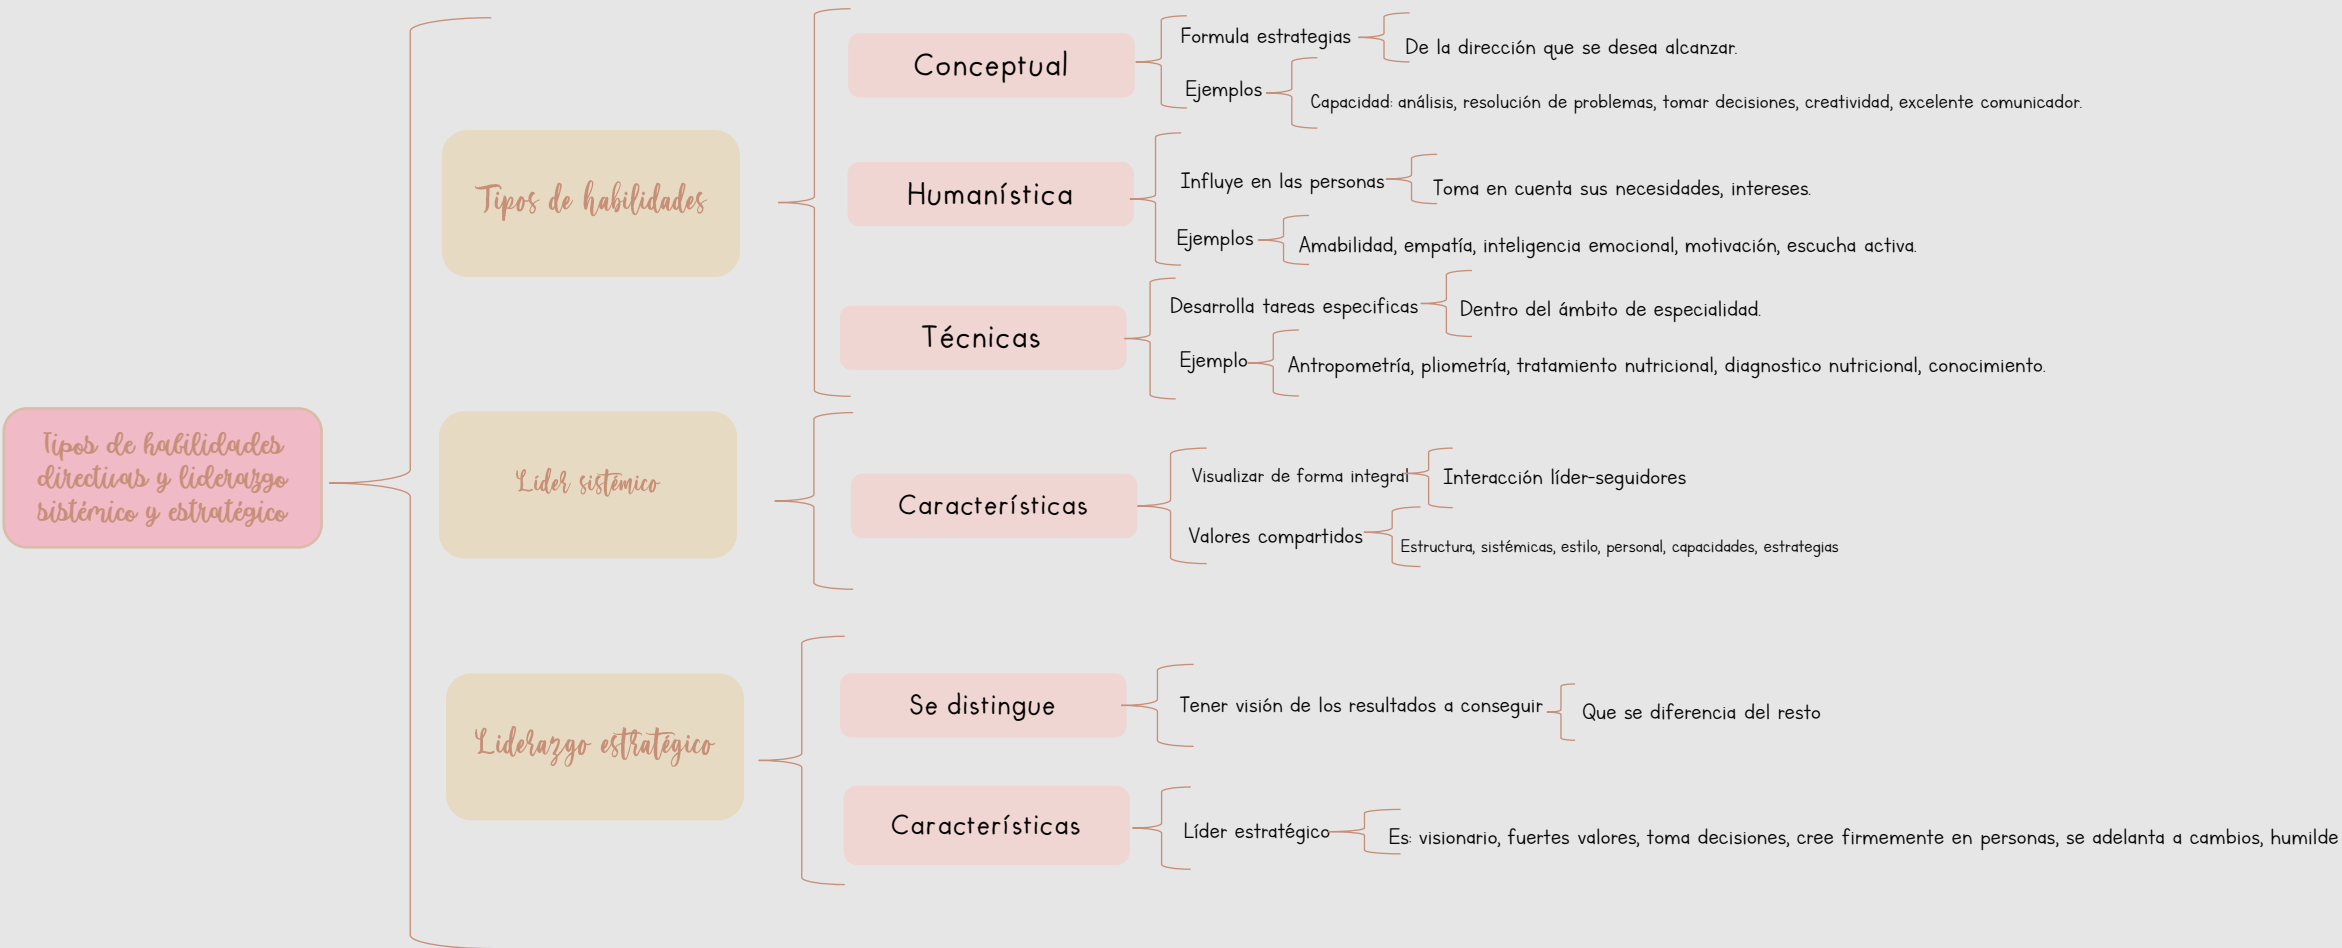 Tipos de habilidades
directivas y liderazgo
sistémico y estratégico
Tipos de habilidades
Conceptual
Formula estrategias
De la dirección que se desea alcanzar.
Ejemplos
Capacidad: análisis, resolución de problemas, tomar decisiones, creatividad, excelente comunicador.
Humanística
Influye en las personas
Toma en cuenta sus necesidades, intereses.
Ejemplos
Amabilidad, empatía, inteligencia emocional, motivación, escucha activa.
Técnicas
Desarrolla tareas especificas
Dentro del ámbito de especialidad.
Ejemplo
Antropometría, pliometría, tratamiento nutricional, diagnostico nutricional, conocimiento.
Líder sistémico
Características
Visualizar de forma integral
Interacción líder-seguidores
Valores compartidos
Estructura, sistémicas, estilo, personal, capacidades, estrategias
Liderazgo estratégico
Se distingue
Tener visión de los resultados a conseguir
Que se diferencia del resto
Características
Líder estratégico
Es: visionario, fuertes valores, toma decisiones, cree firmemente en personas, se adelanta a cambios, humilde